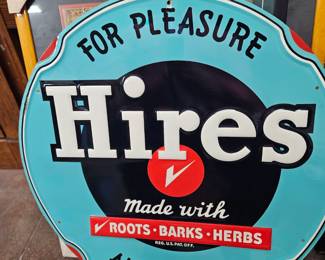 FOR PLEASURE
Hires
Made with
ROOTS · BARKS · HERBS
REG. U.S. PAT. OFF.